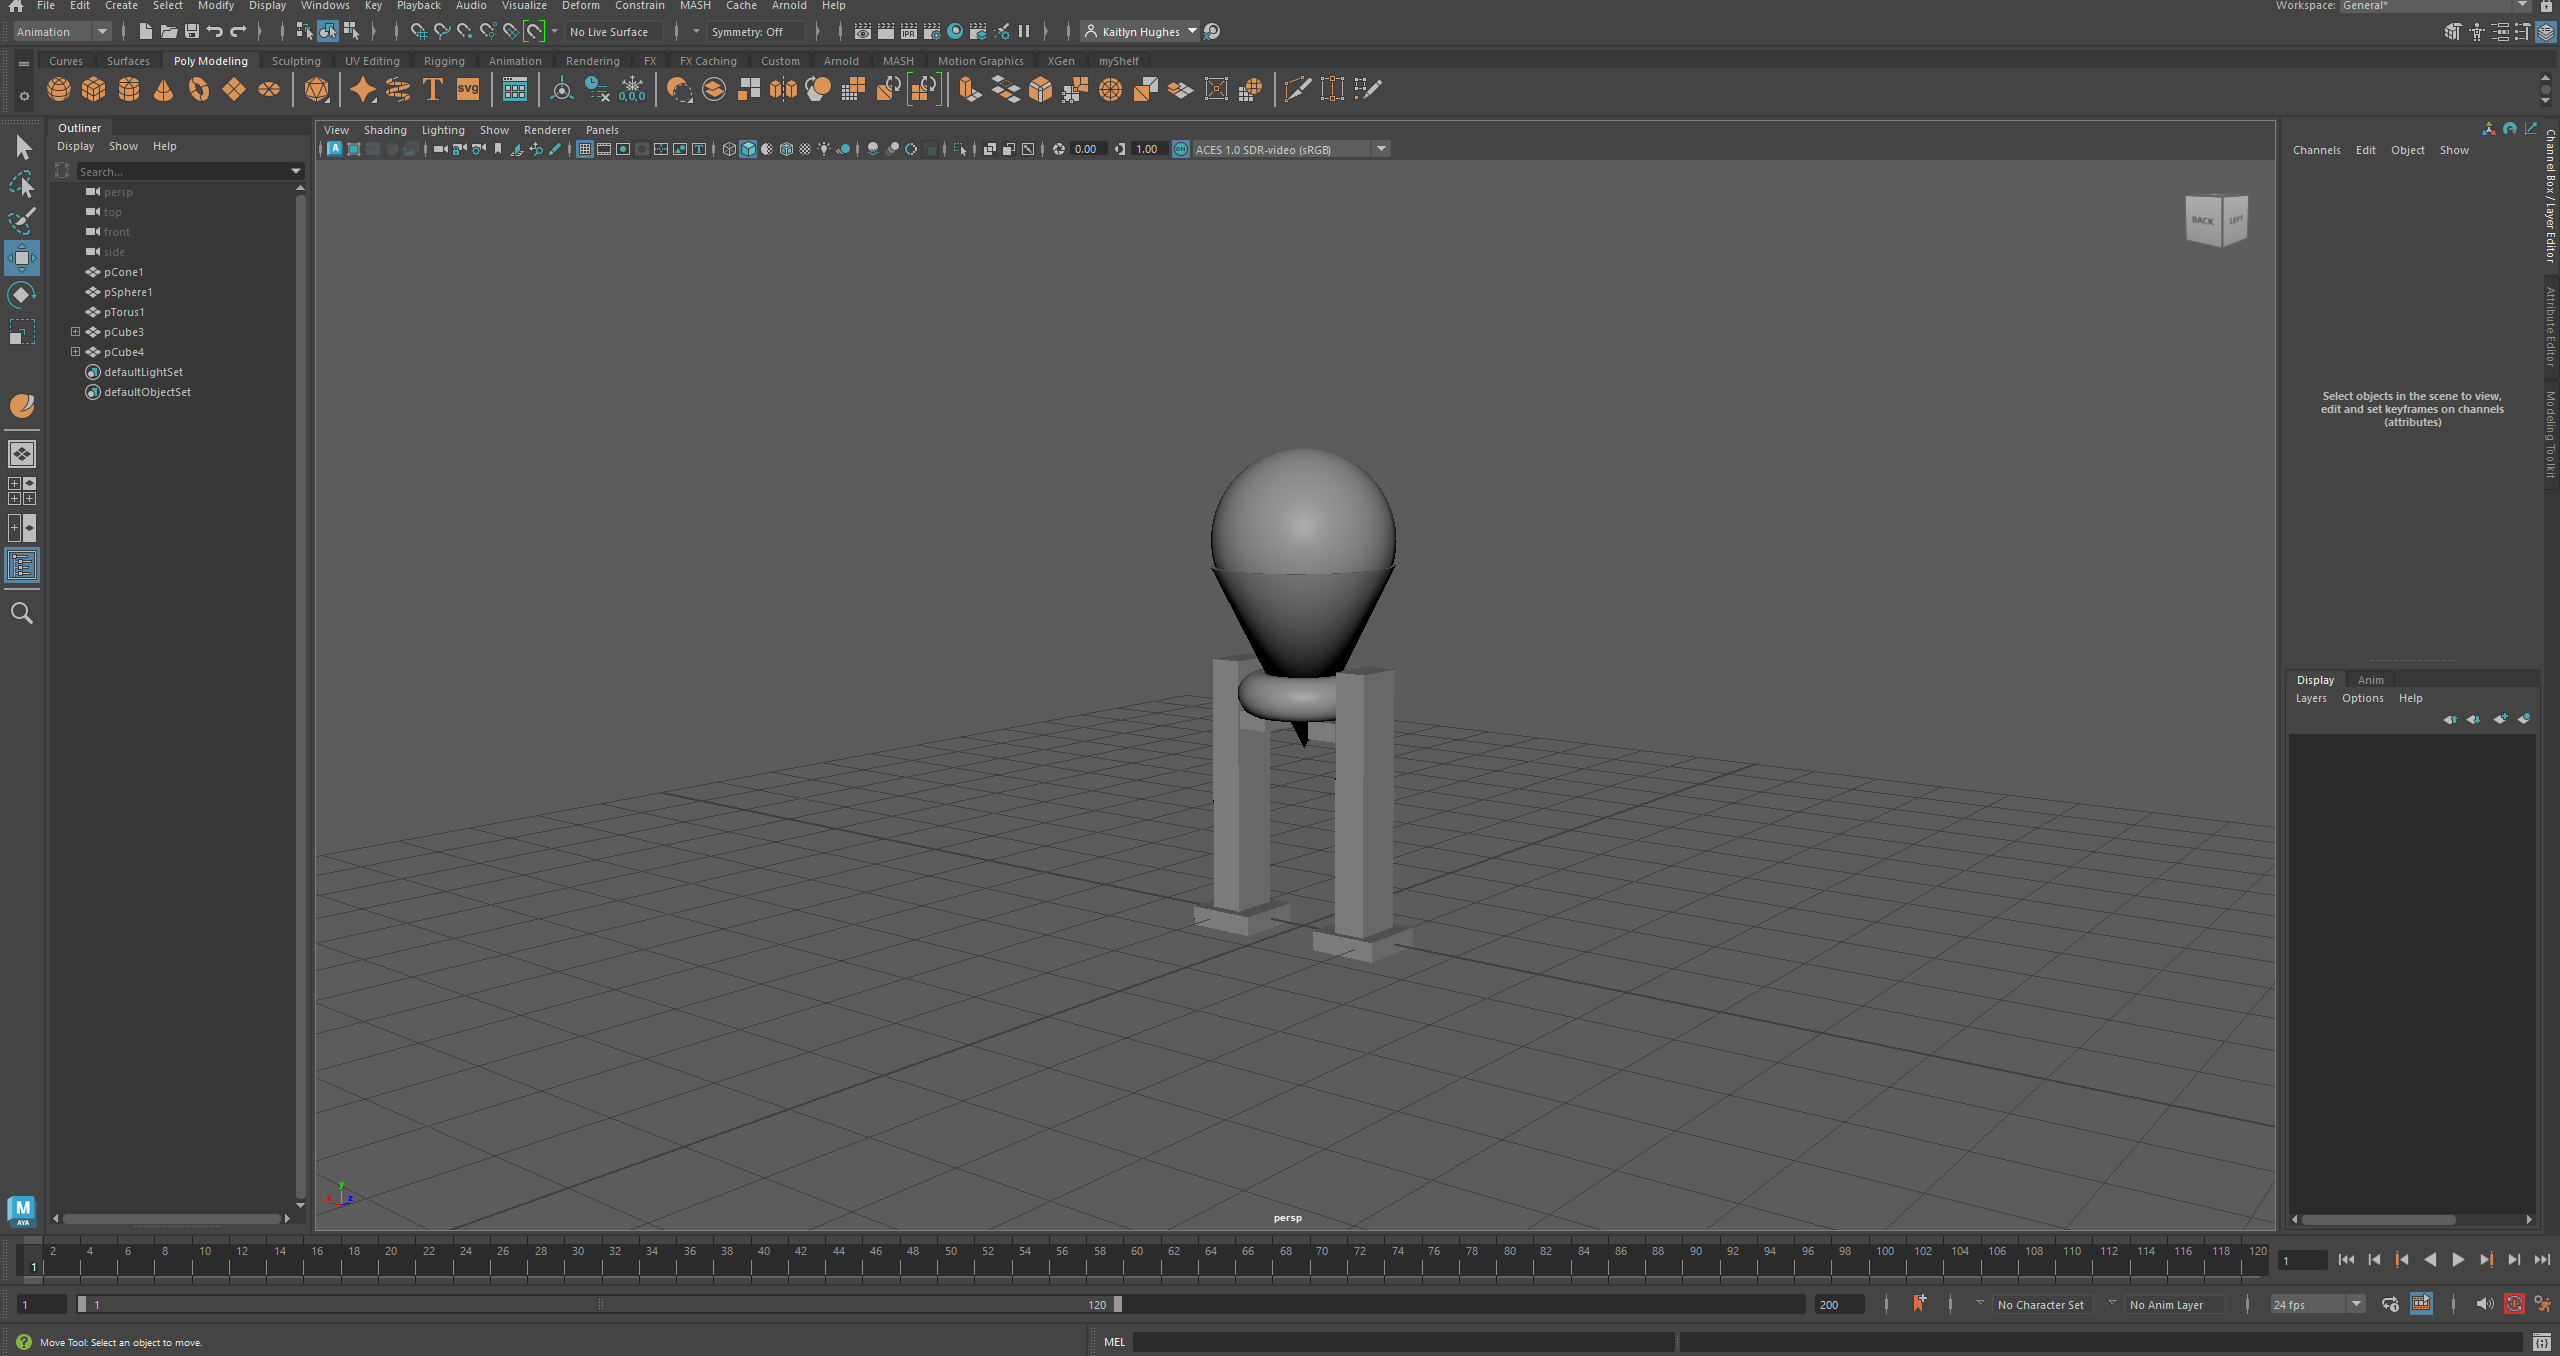 File Edit Create Select Modify Display Windows Key Playback Audio Visualize Deform Constrain MASH Cache Arnold Help
Workspace: General*
Animation
No Live Surface
Symmetry: Off
IPR
Kaitlyn Hughes
Curves Surfaces Poly Modeling Sculpting UV Editing Rigging Animation Rendering FX FX Caching Custom Arnold MASH Motion Graphics XGen myShelf
T
SVG
0,0,0
Outliner
Display Show Help
Search...
persp
top
front
side
pCone1
pSphere1
pTorus1
pCube3
pCube4
defaultLightSet
defaultObjectSet
View Shading Lighting Show Renderer Panels
A
T
0.00
1.00
ON
ACES 1.0 SDR-video (sRGB)
BACK LEFT
y
x z
persp
Channels Edit Object Show
Select objects in the scene to view,
edit and set keyframes on channels
(attributes)
Channel Box / Layer Editor
Attribute Editor
Modeling Toolkit
Display Anim
Layers Options Help
M
AYA
2 4 6 8 10 12 14 16 18 20 22 24 26 28 30 32 34 36 38 40 42 44 46 48 50 52 54 56 58 60 62 64 66 68 70 72 74 76 78 80 82 84 86 88 90 92 94 96 98 100 102 104 106 108 110 112 114 116 118 120
1
1
1
1
120
200
No Character Set
No Anim Layer
24 fps
Move Tool: Select an object to move.
MEL